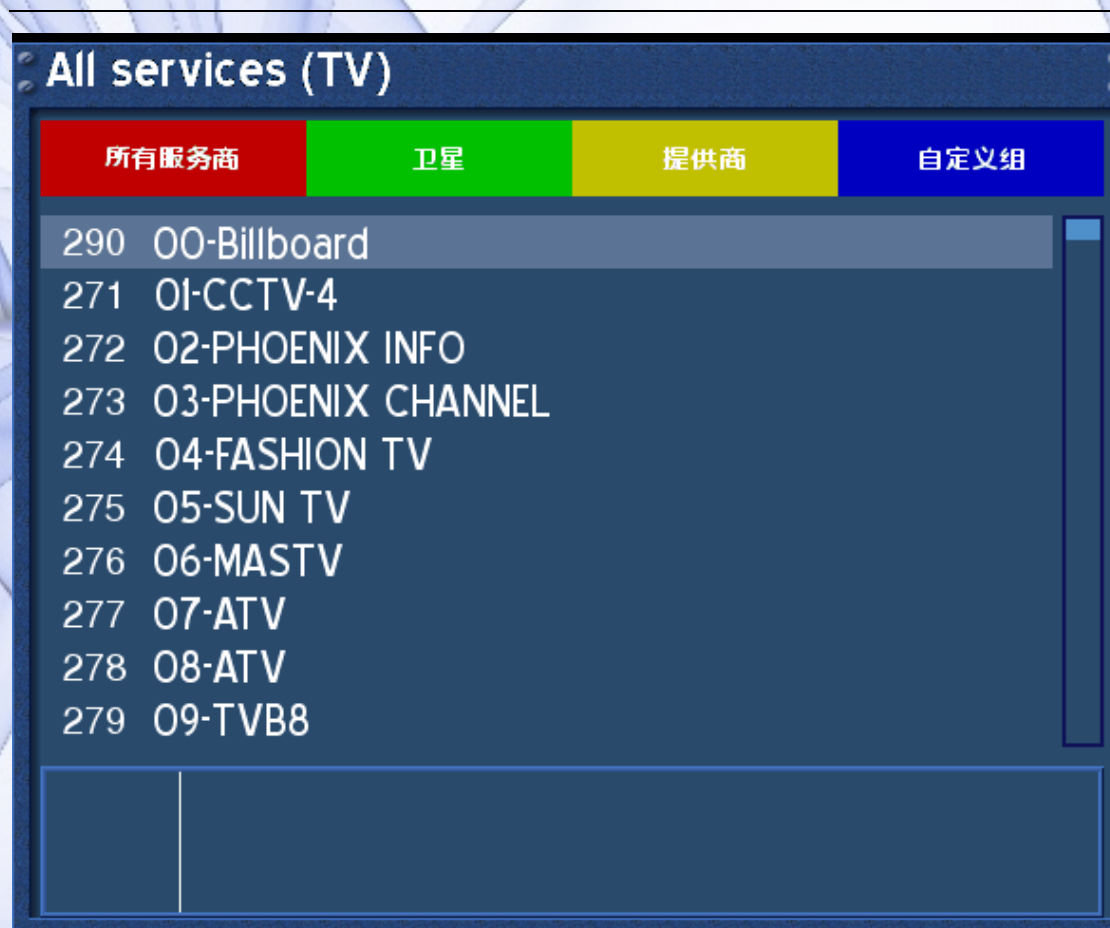 All services (TV)
所有服务商 卫星 提供商 自定义组
290 00-Billboard
271 01-CCTV-4
272 02-PHOENIX INFO
273 03-PHOENIX CHANNEL
274 04-FASHION TV
275 05-SUN TV
276 06-MASTV
277 07-ATV
278 08-ATV
279 09-TVB8